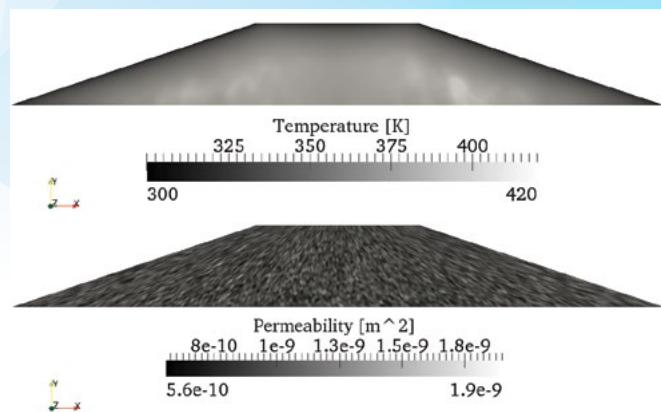 Temperature [K]
325 350 375 400
300 420
Y
Z X
Permeability [m^2]
8e-10 1e-9 1.3e-9 1.5e-9 1.8e-9
5.6e-10 1.9e-9
Y
Z X